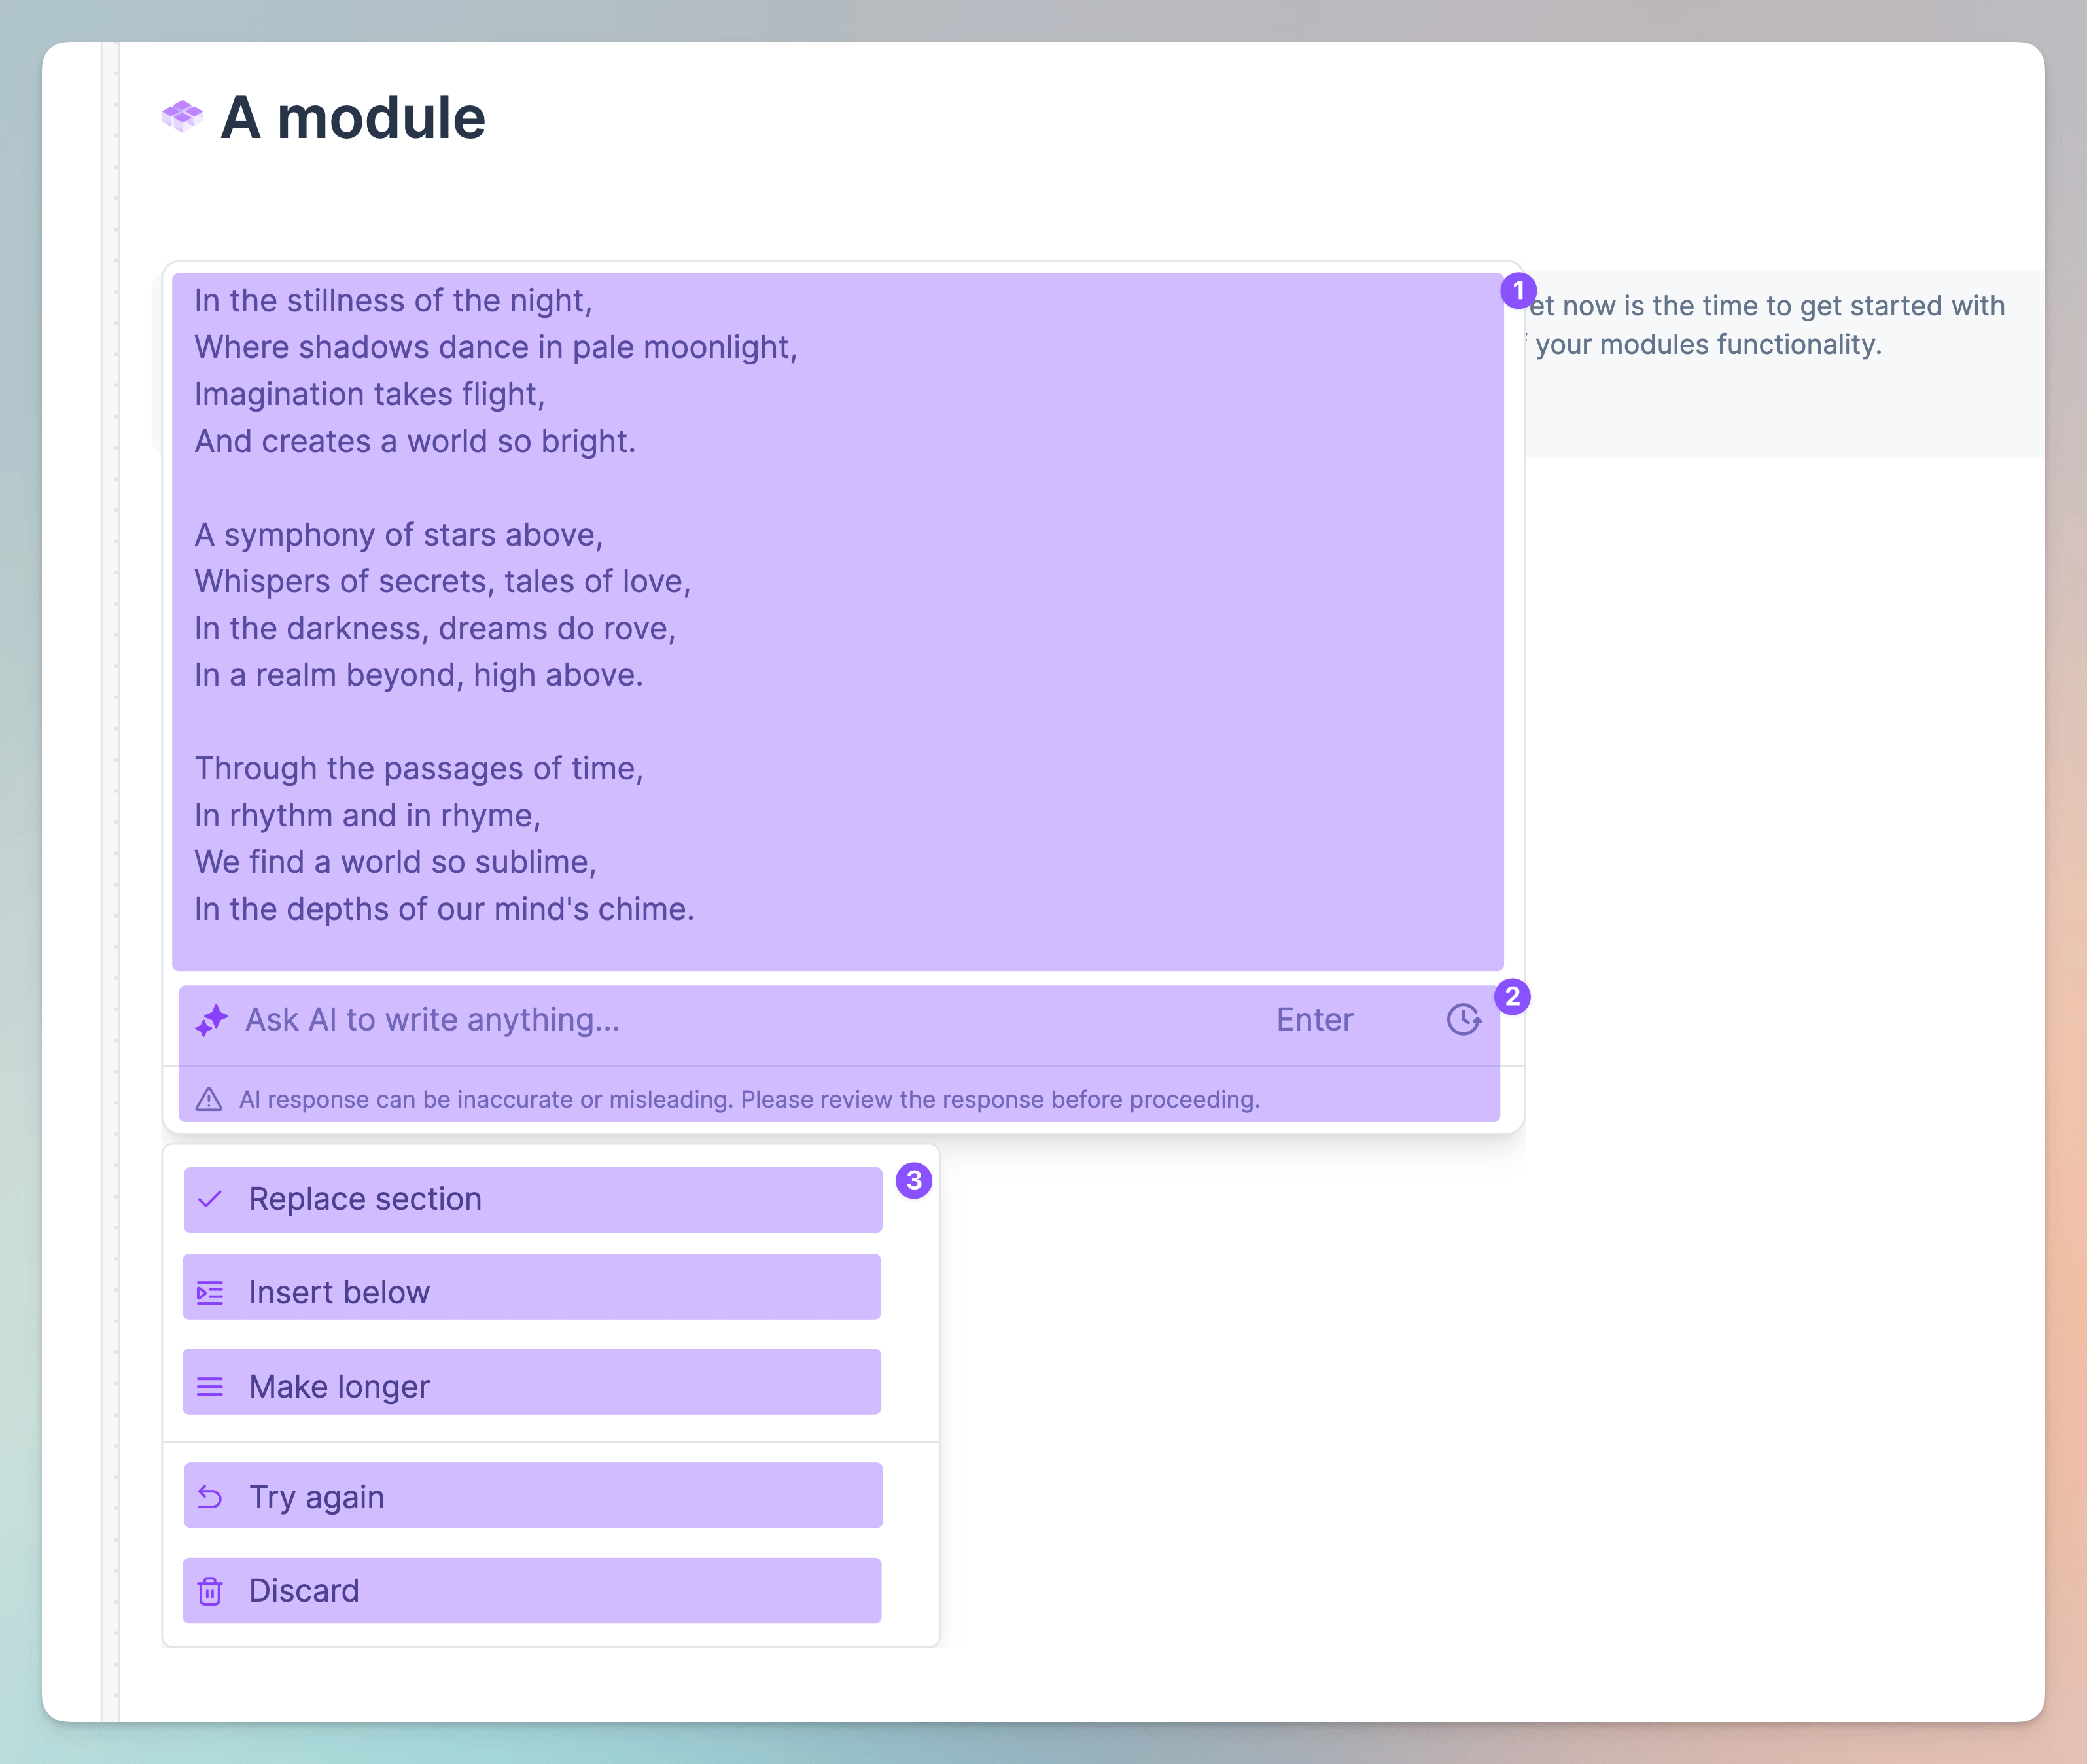 A module
In the stillness of the night,
Where shadows dance in pale moonlight,
Imagination takes flight,
And creates a world so bright.
A symphony of stars above,
Whispers of secrets, tales of love,
In the darkness, dreams do rove,
In a realm beyond, high above.
Through the passages of time,
In rhythm and in rhyme,
We find a world so sublime,
In the depths of our mind's chime.
1
et now is the time to get started with
your modules functionality.
Ask AI to write anything...
Enter
2
AI response can be inaccurate or misleading. Please review the response before proceeding.
Replace section
3
Insert below
Make longer
Try again
Discard